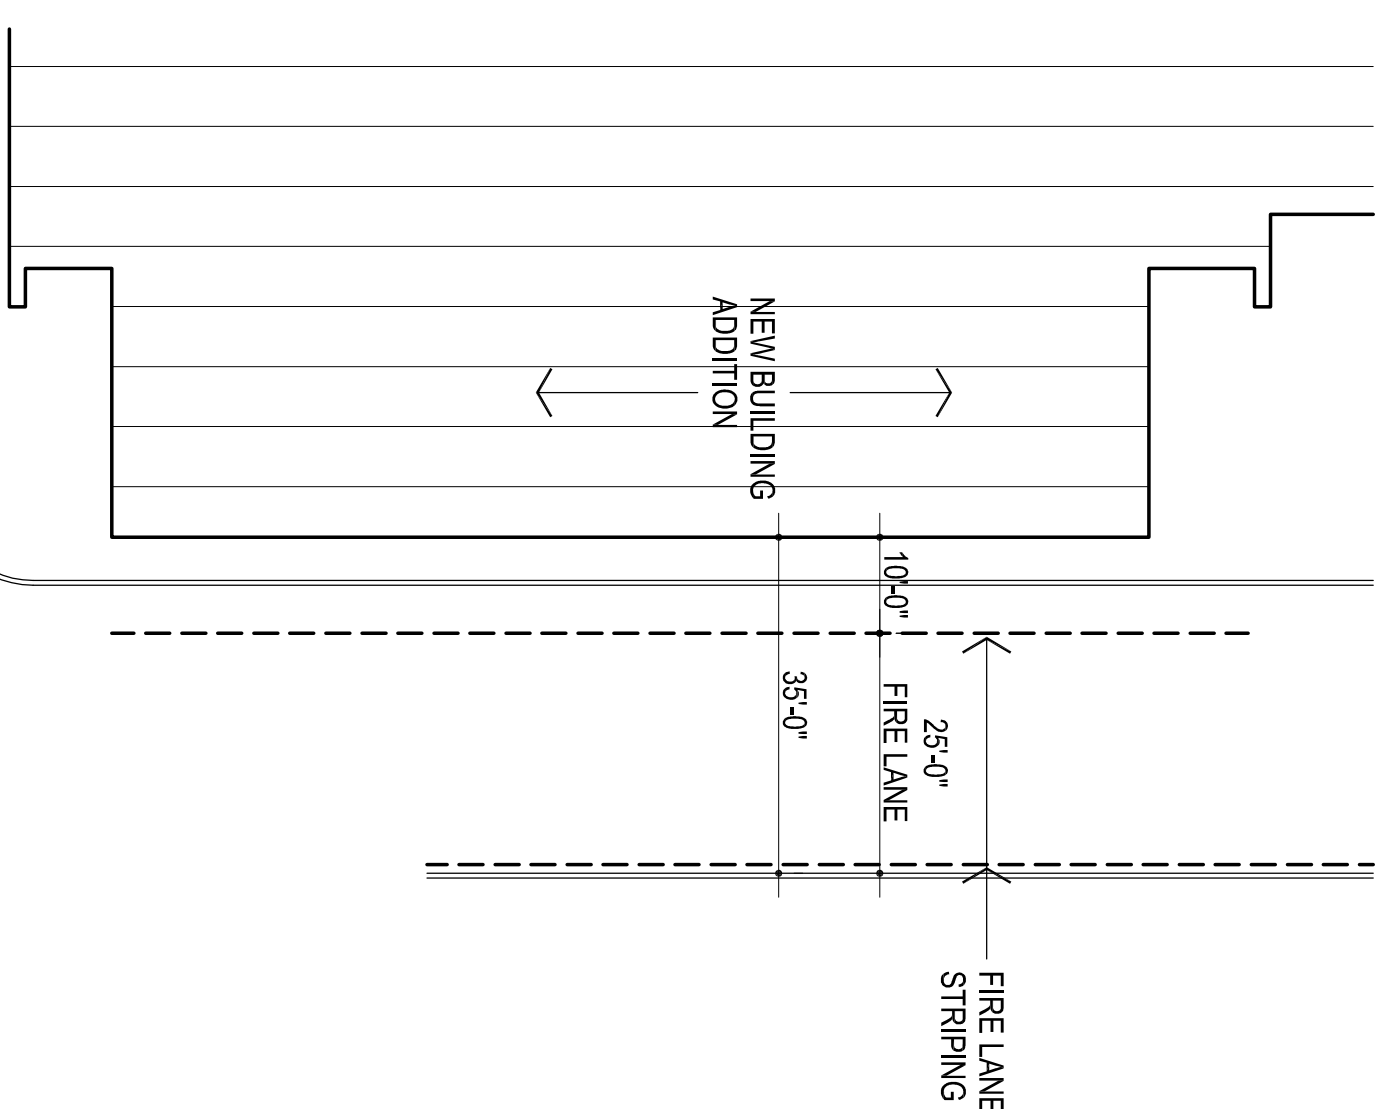 NEW BUILDING
ADDITION
10'-0"
35'-0"
25'-0"
FIRE LANE
FIRE LANE
STRIPING